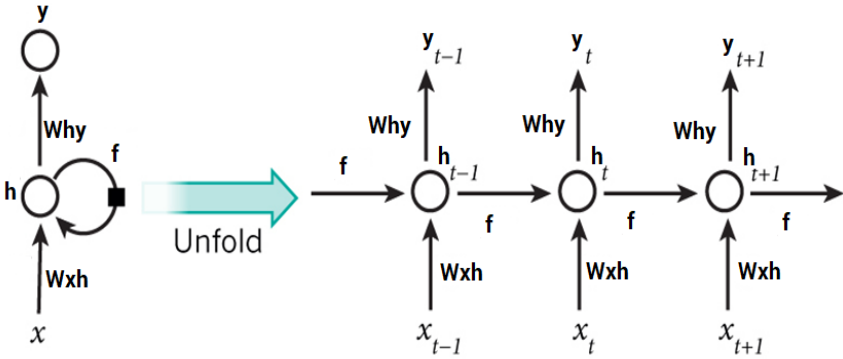 y
Why
f
h
Unfold
Wxh
x
y t-1
y t
y t+1
Why
Why
Why
f
h t-1
h t
h t+1
f
f
f
Wxh
Wxh
Wxh
x t-1
x t
x t+1